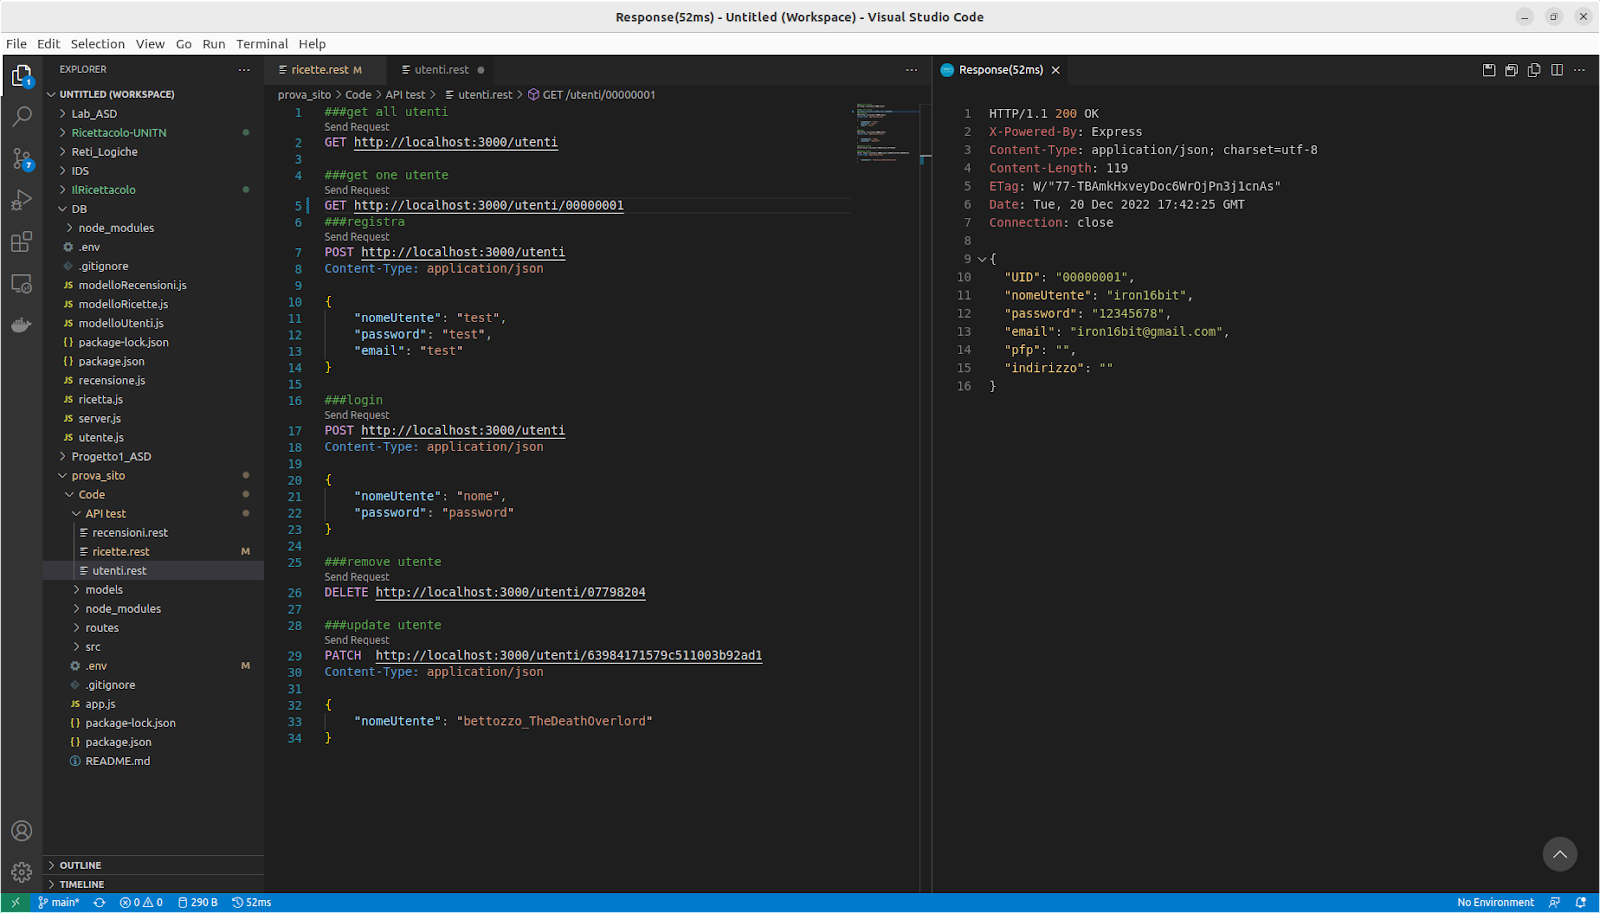 Response(52ms) - Untitled (Workspace) - Visual Studio Code
File Edit Selection View Go Run Terminal Help
EXPLORER
UNTITLED (WORKSPACE)
Lab_ASD
Ricettacolo-UNITN
Reti_Logiche
IDS
IlRicettacolo
DB
node_modules
.env
.gitignore
JS modelloRecensioni.js
JS modelloRicette.js
JS modelloUtenti.js
{} package-lock.json
{} package.json
JS recensione.js
JS ricetta.js
JS server.js
JS utente.js
Progetto1_ASD
prova_sito
Code
API test
recensioni.rest
ricette.rest M
utenti.rest
models
node_modules
routes
src
.env M
.gitignore
JS app.js
{} package-lock.json
{} package.json
README.md
OUTLINE
TIMELINE
1
7
ricette.rest M
utenti.rest
prova_sito > Code > API test > utenti.rest > GET /utenti/00000001
1 ###get all utenti
Send Request
2 GET http://localhost:3000/utenti
3
4 ###get one utente
Send Request
5 GET http://localhost:3000/utenti/00000001
6 ###registra
Send Request
7 POST http://localhost:3000/utenti
8 Content-Type: application/json
9
10 {
11 "nomeUtente": "test",
12 "password": "test",
13 "email": "test"
14 }
15
16 ###login
Send Request
17 POST http://localhost:3000/utenti
18 Content-Type: application/json
19
20 {
21 "nomeUtente": "nome",
22 "password": "password"
23 }
24
25 ###remove utente
Send Request
26 DELETE http://localhost:3000/utenti/07798204
27
28 ###update utente
Send Request
29 PATCH http://localhost:3000/utenti/63984171579c511003b92ad1
30 Content-Type: application/json
31
32 {
33 "nomeUtente": "bettozzo_TheDeathOverlord"
34 }
Response(52ms)
1 HTTP/1.1 200 OK
2 X-Powered-By: Express
3 Content-Type: application/json; charset=utf-8
4 Content-Length: 119
5 ETag: W/"77-TBAmkHxveyDoc6WrOjPn3j1cnAs"
6 Date: Tue, 20 Dec 2022 17:42:25 GMT
7 Connection: close
8
9 {
10 "UID": "00000001",
11 "nomeUtente": "iron16bit",
12 "password": "12345678",
13 "email": "iron16bit@gmail.com",
14 "pfp": "",
15 "indirizzo": ""
16 }
main* 0 0 290 B 52ms No Environment